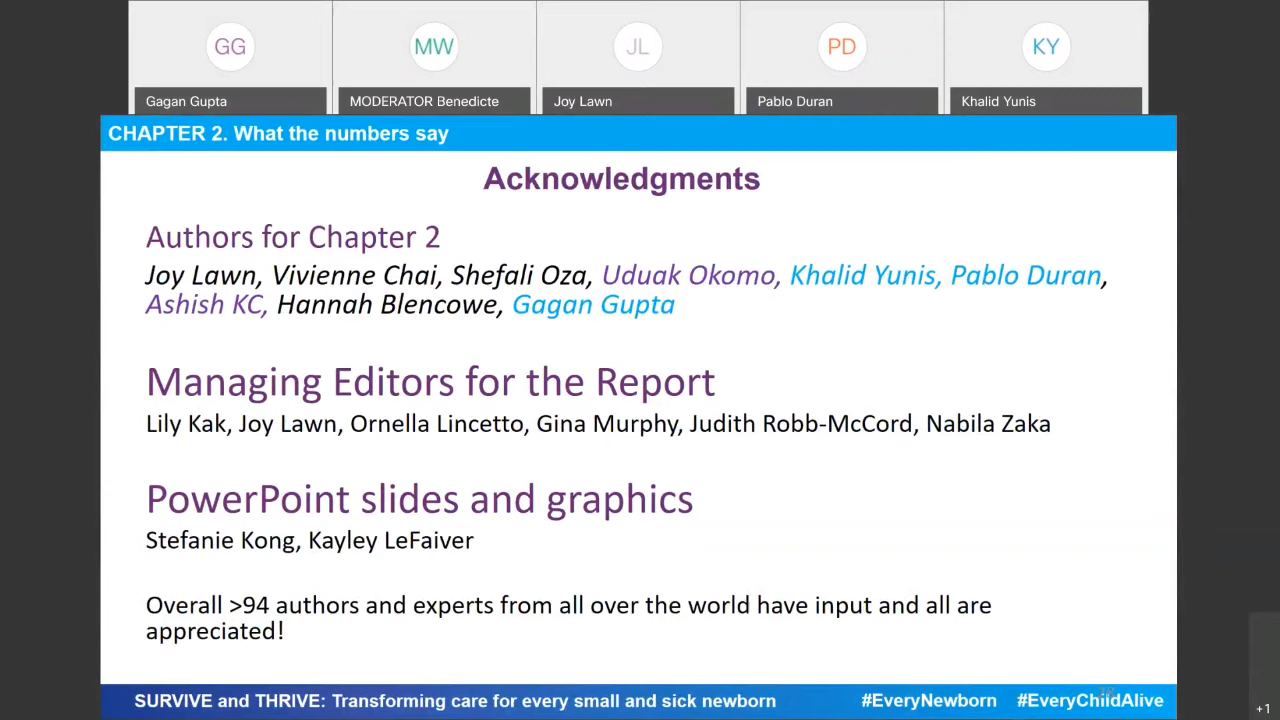 GG MW JL PD KY
Gagan Gupta MODERATOR Benedicte Joy Lawn Pablo Duran Khalid Yunis
CHAPTER 2. What the numbers say
Acknowledgments
Authors for Chapter 2
Joy Lawn, Vivienne Chai, Shefali Oza, Uduak Okomo, Khalid Yunis, Pablo Duran,
Ashish KC, Hannah Blencowe, Gagan Gupta
Managing Editors for the Report
Lily Kak, Joy Lawn, Ornella Lincetto, Gina Murphy, Judith Robb-McCord, Nabila Zaka
PowerPoint slides and graphics
Stefanie Kong, Kayley LeFaiver
Overall >94 authors and experts from all over the world have input and all are
appreciated!
SURVIVE and THRIVE: Transforming care for every small and sick newborn #EveryNewborn #EveryChildAlive
+1